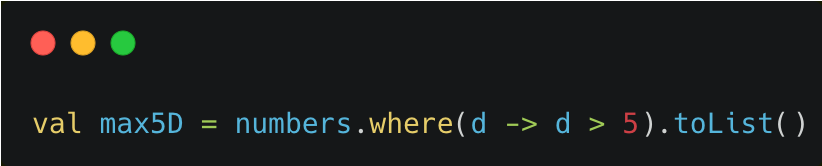 val max5D = numbers.where(d -> d > 5).toList()